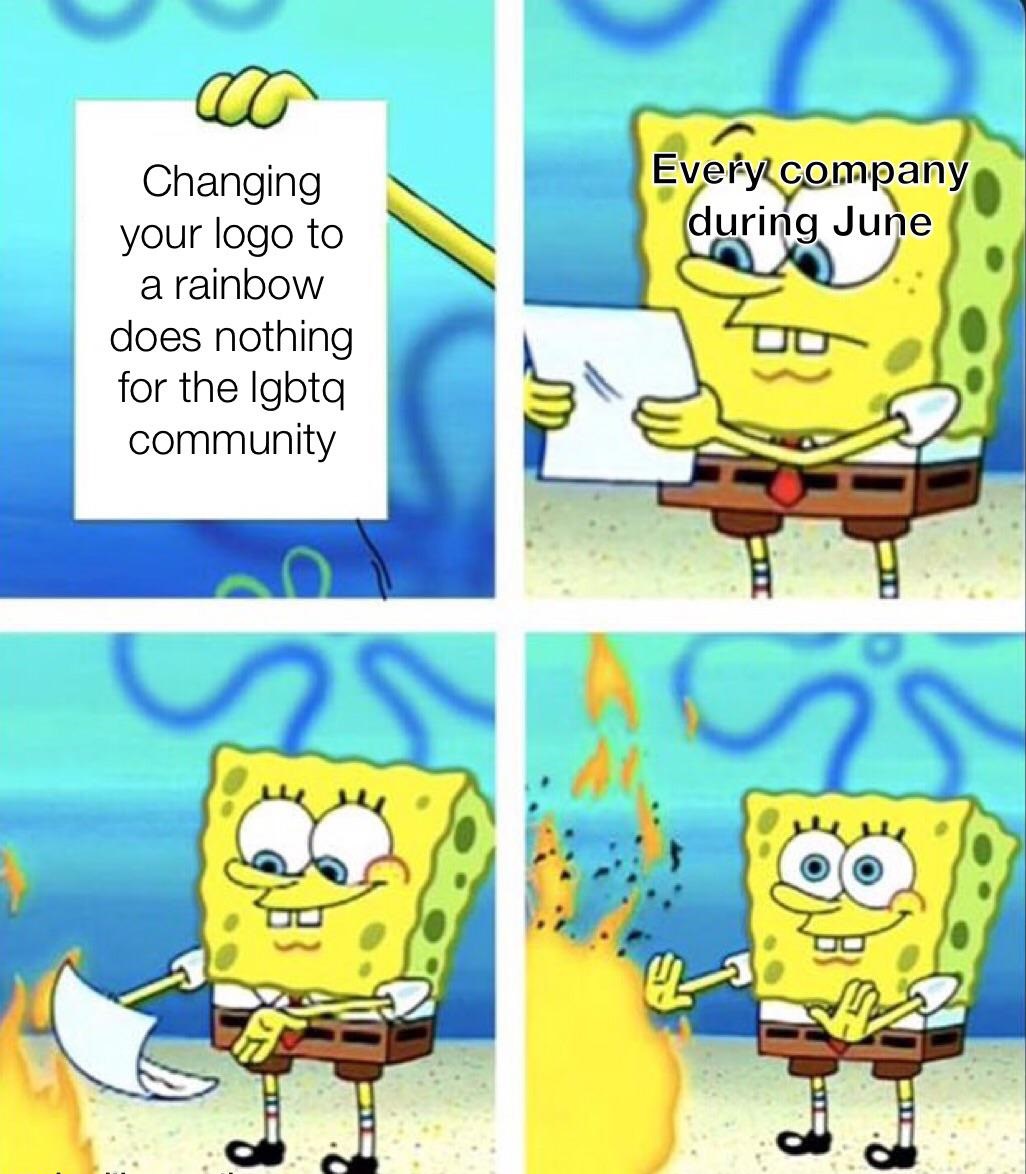 Changing
your logo to
a rainbow
does nothing
for the lgbtq
community
Every company
during June